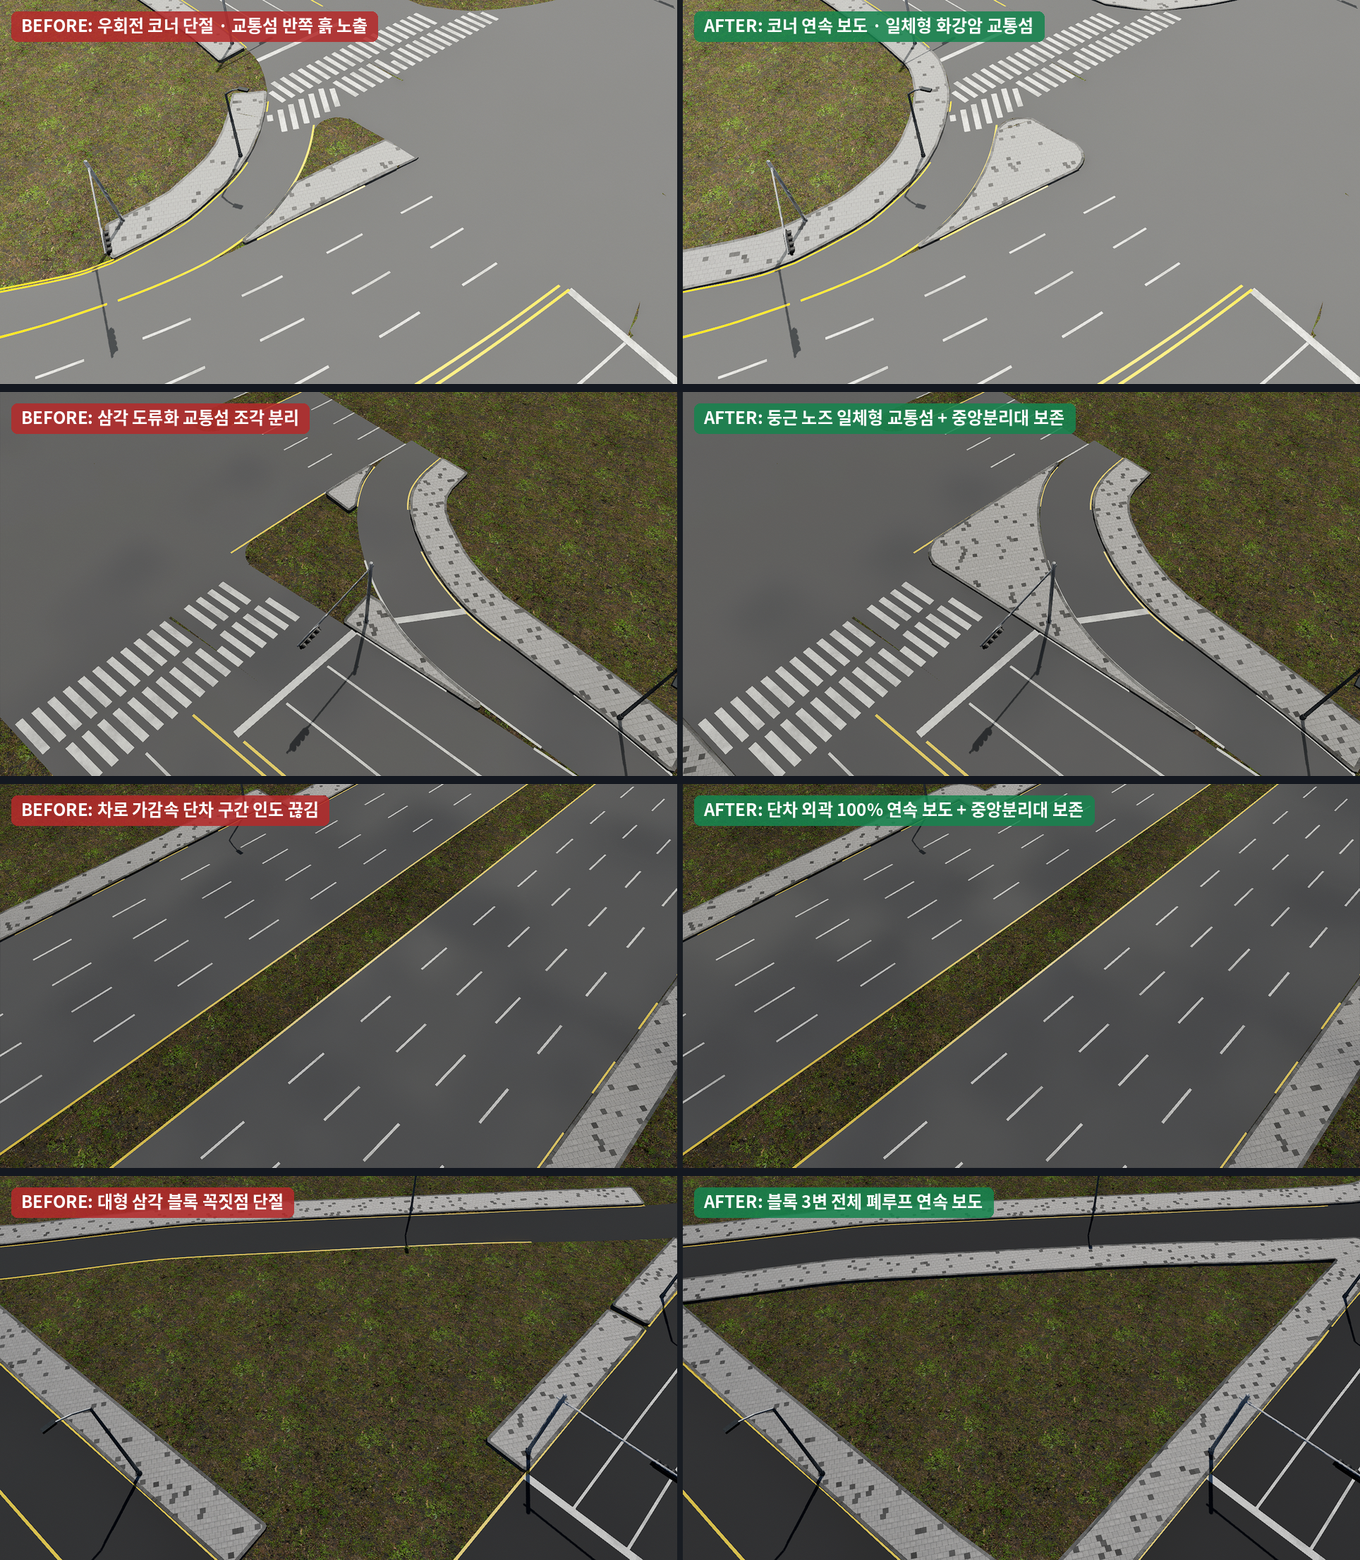 BEFORE: 우회전 코너 단절 · 교통섬 반쪽 흙 노출
AFTER: 코너 연속 보도 · 일체형 화강암 교통섬
BEFORE: 삼각 도류화 교통섬 조각 분리
AFTER: 둥근 노즈 일체형 교통섬 + 중앙분리대 보존
BEFORE: 차로 가감속 단차 구간 인도 끊김
AFTER: 단차 외곽 100% 연속 보도 + 중앙분리대 보존
BEFORE: 대형 삼각 블록 꼭짓점 단절
AFTER: 블록 3변 전체 폐루프 연속 보도